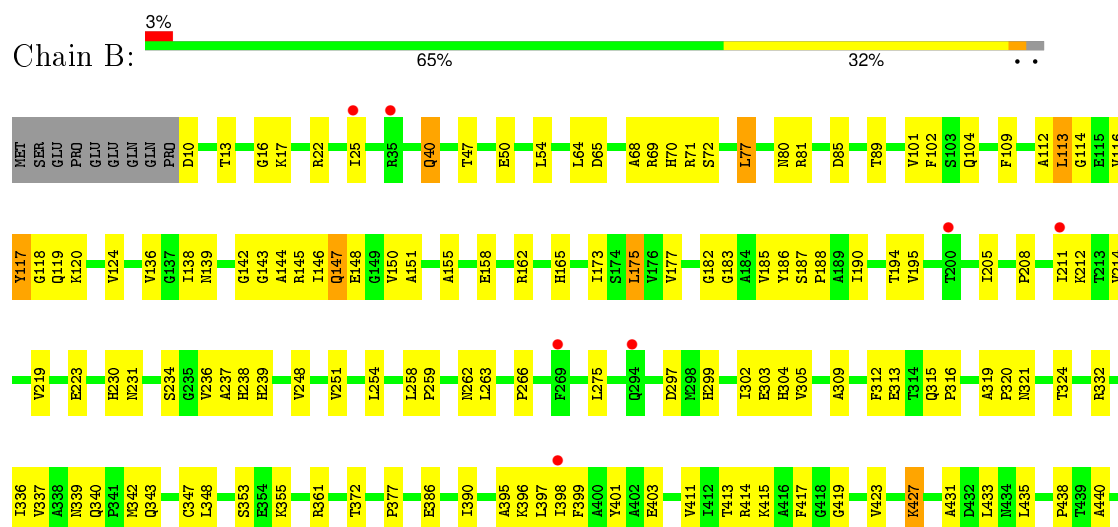 3%
Chain B:
65% 32% • •
MET SER GLU PRO GLU GLU GLN GLN PRO D10 T13 G16 K17 R22 I25 R35 Q40 T47 E50 L54 L64 D65 A68 R69 H70 R71 S72 L77 N80 R81 D85 T89 V101 F102 S103 Q104 F109 A112 L113 G114 E115 V116
Y117 G118 Q119 K120 V124 V136 G137 I138 N139 G142 G143 A144 R145 I146 Q147 E148 G149 V150 A151 A155 E158 R162 H165 I173 S174 L175 V176 V177 G182 G183 A184 V185 Y186 S187 P188 A189 I190 T194 V195 T200 I205 P208 I211 K212 T213 V214
V219 E223 H230 N231 S234 G235 V236 A237 H238 H239 V248 V251 L254 L258 P259 N262 L263 P266 F269 L275 Q294 D297 M298 H299 I302 E303 H304 V305 A309 F312 E313 T314 Q315 P316 A319 P320 N321 T324 R332
I336 V337 A338 N339 Q340 P341 M342 Q343 C347 L348 S353 E354 K355 R361 T372 P377 E386 I390 A395 K396 L397 I398 F399 A400 Y401 A402 E403 V411 I412 T413 R414 K415 A416 F417 G418 G419 V423 K427 A431 D432 L433 N434 L435 P438 T439 A440